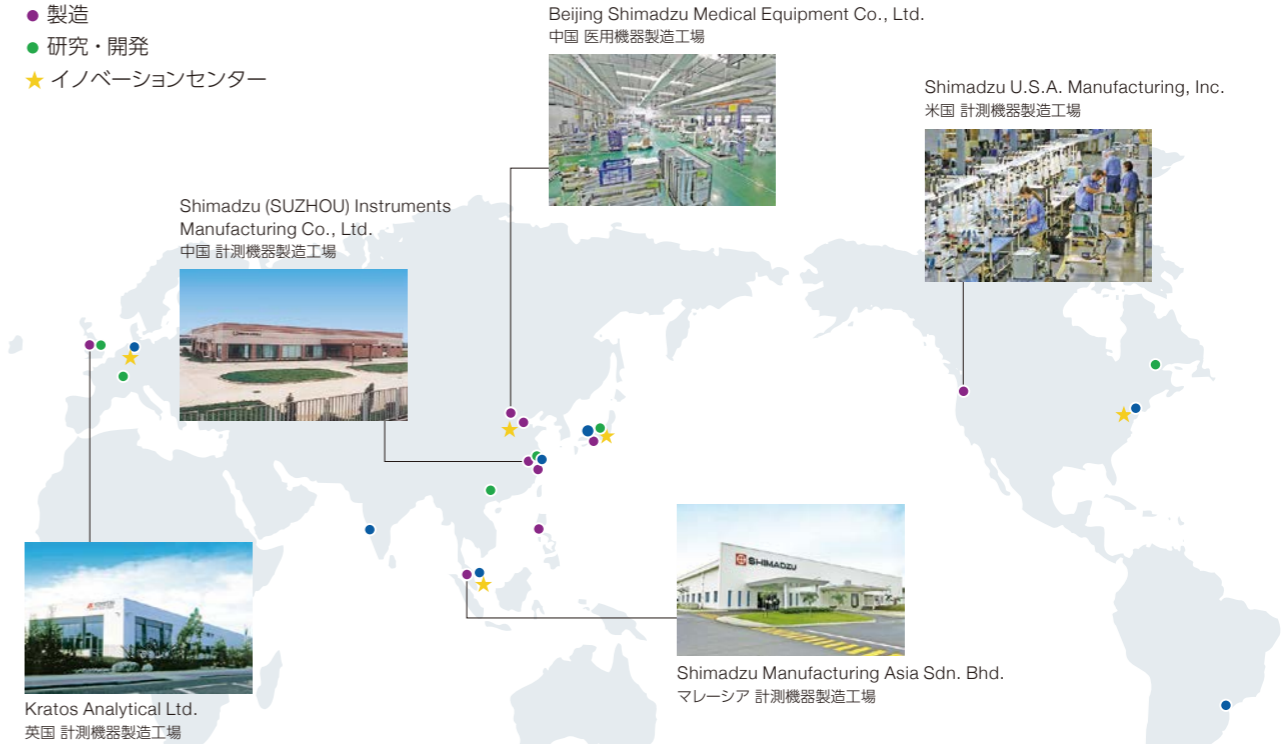 製造
研究・開発
イノベーションセンター
Beijing Shimadzu Medical Equipment Co., Ltd.
中国 医用機器製造工場
Shimadzu U.S.A. Manufacturing, Inc.
米国 計測機器製造工場
Shimadzu (SUZHOU) Instruments
Manufacturing Co., Ltd.
中国 計測機器製造工場
SHIMADZU
Shimadzu Manufacturing Asia Sdn. Bhd.
マレーシア 計測機器製造工場
Kratos Analytical Ltd.
英国 計測機器製造工場